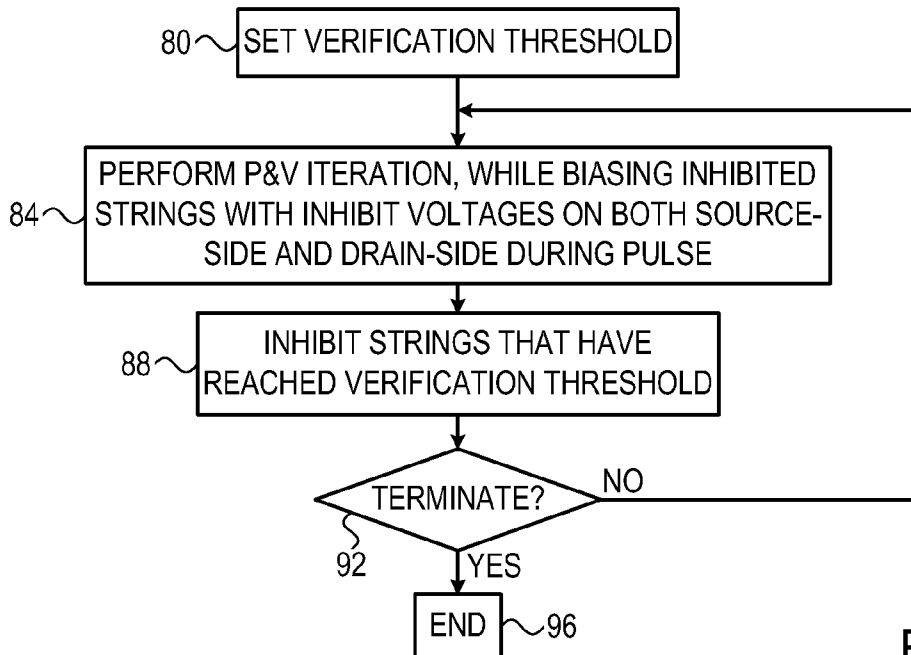 80
SET VERIFICATION THRESHOLD
PERFORM P&V ITERATION, WHILE BIASING INHIBITED
84
STRINGS WITH INHIBIT VOLTAGES ON BOTH SOURCE-
SIDE AND DRAIN-SIDE DURING PULSE
INHIBIT STRINGS THAT HAVE
88
REACHED VERIFICATION THRESHOLD
TERMINATE?
NO
92
YES
END
96